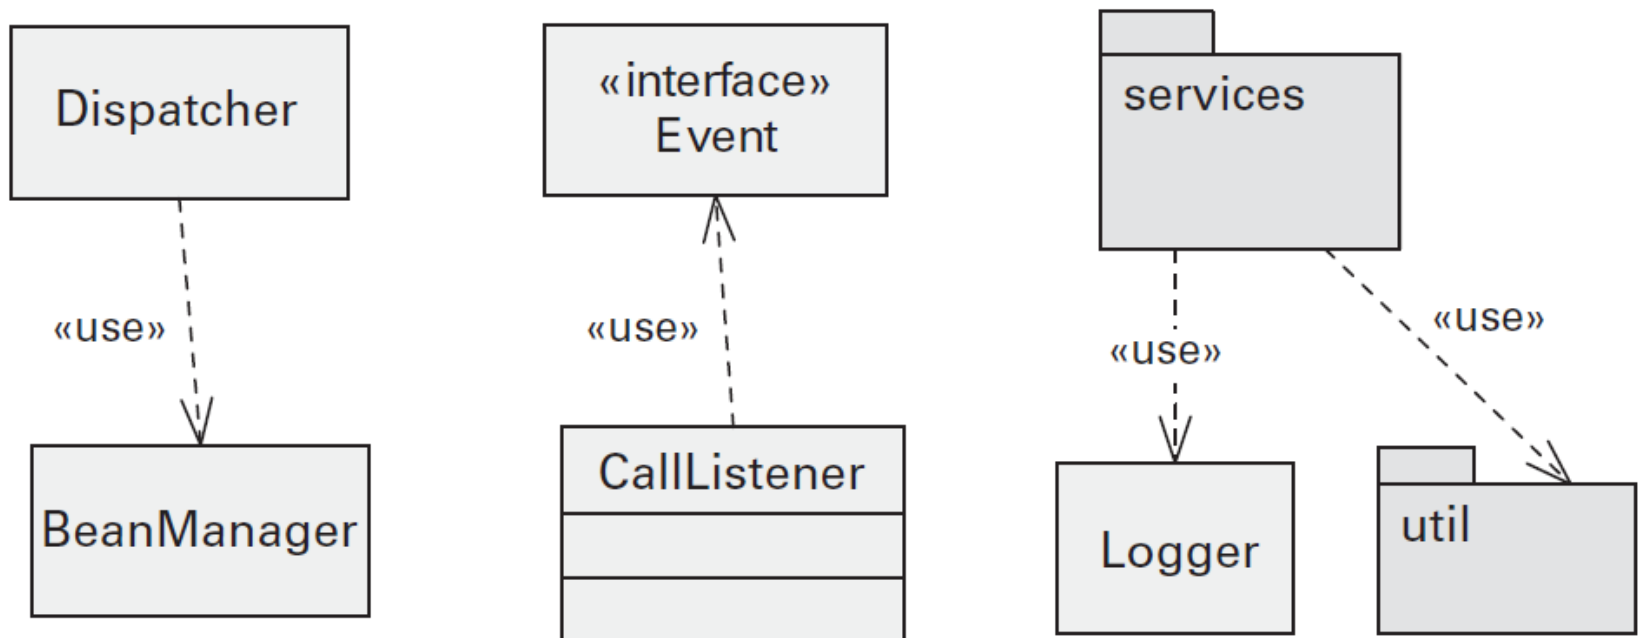 Dispatcher
«use»
BeanManager
«interface»
Event
«use»
CallListener
services
«use»
«use»
Logger
util